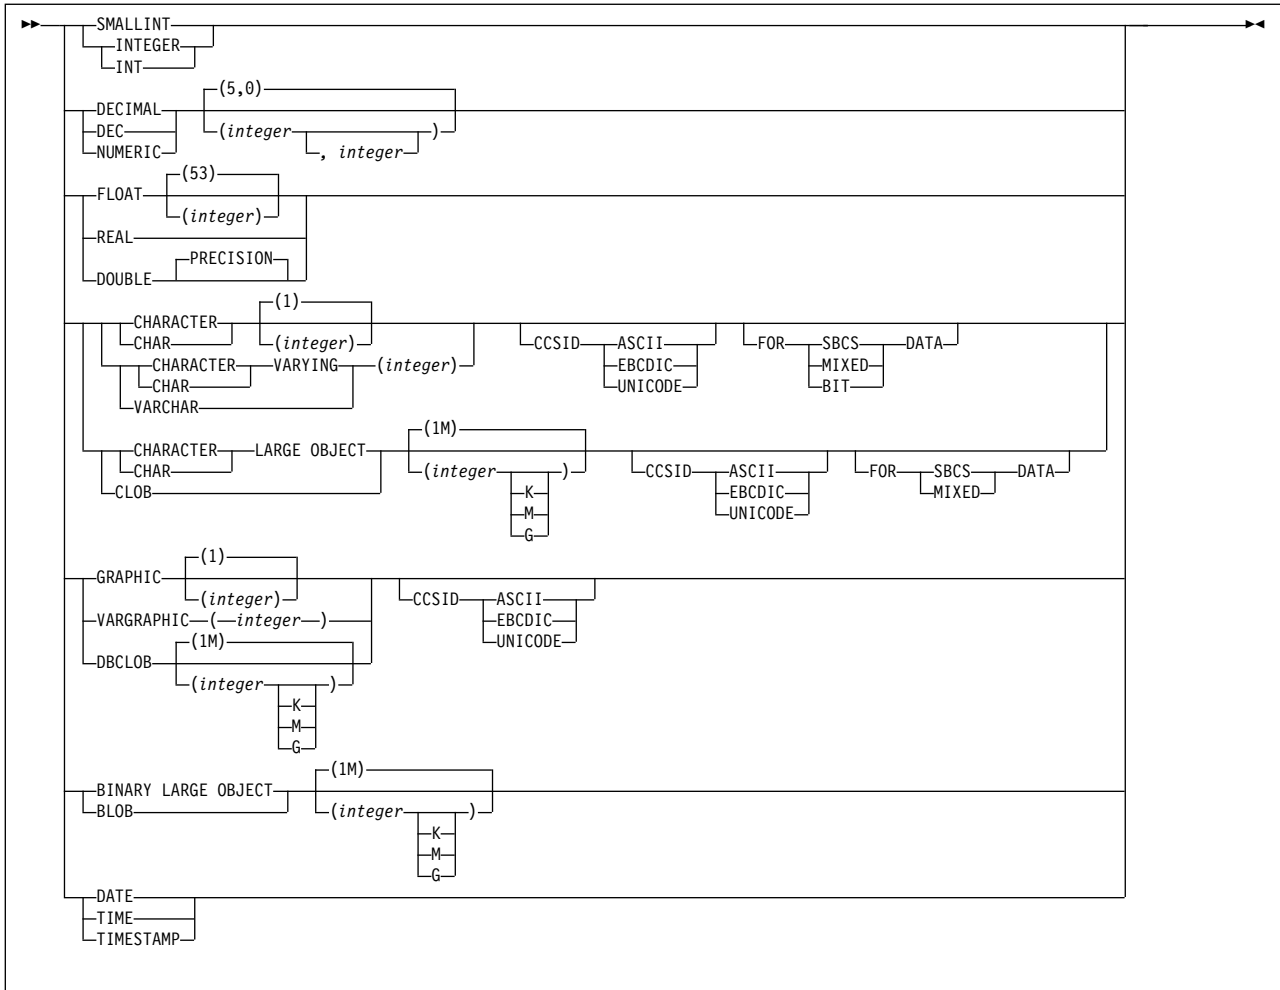 SMALLINT
INTEGER
INT
(5,0)
DECIMAL
DEC (integer )
NUMERIC , integer
(53)
FLOAT
(integer)
REAL
PRECISION
DOUBLE
(1)
CHARACTER
CHAR (integer) CCSID ASCII FOR SBCS DATA
CHARACTER VARYING (integer) EBCDIC MIXED
CHAR UNICODE BIT
VARCHAR
(1M)
CHARACTER LARGE OBJECT
CHAR (integer ) CCSID ASCII FOR SBCS DATA
CLOB K EBCDIC MIXED
M UNICODE
G
(1)
GRAPHIC
(integer) CCSID ASCII
VARGRAPHIC (integer) EBCDIC
(1M) UNICODE
DBCLOB
(integer )
K
M
G
(1M)
BINARY LARGE OBJECT
BLOB (integer )
K
M
G
DATE
TIME
TIMESTAMP